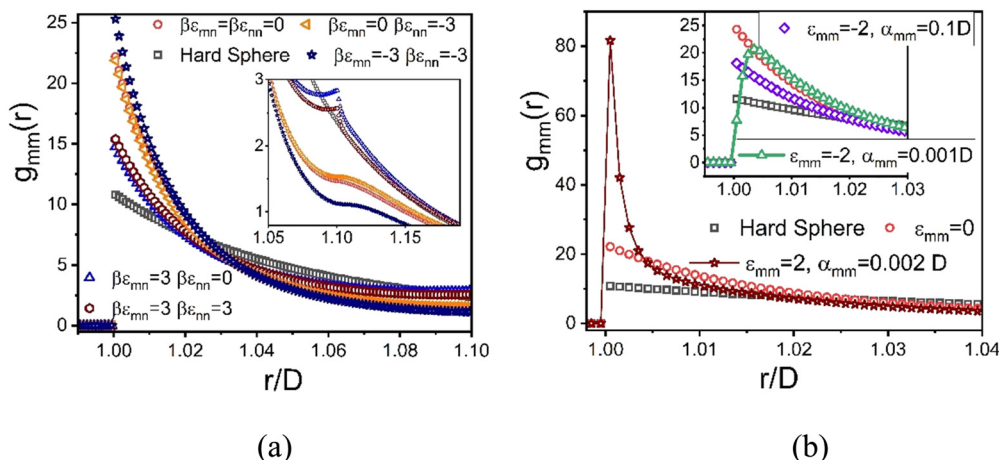 βε_mn=βε_nn=0
βε_mn=0 βε_nn=-3
Hard Sphere
βε_mn=-3 βε_nn=-3
25
20
15
10
5
0
g_mm(r)
3
2
1
1.05 1.10 1.15
βε_mn=3 βε_nn=0
βε_mn=3 βε_nn=3
1.00 1.02 1.04 1.06 1.08 1.10
r/D
(a)
80
60
40
20
0
g_mm(r)
25
20
15
10
5
0
ε_mm=-2, α_mm=0.1D
1.00 1.01 1.02 1.03
ε_mm=-2, α_mm=0.001D
Hard Sphere
ε_mm=0
ε_mm=2, α_mm=0.002 D
1.00 1.01 1.02 1.03 1.04
r/D
(b)